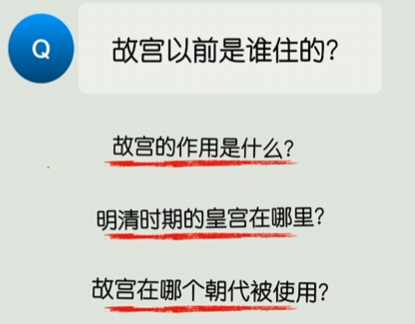 Q
故宫以前是谁住的?
故宫的作用是什么?
明清时期的皇宫在哪里?
故宫在哪个朝代被使用?